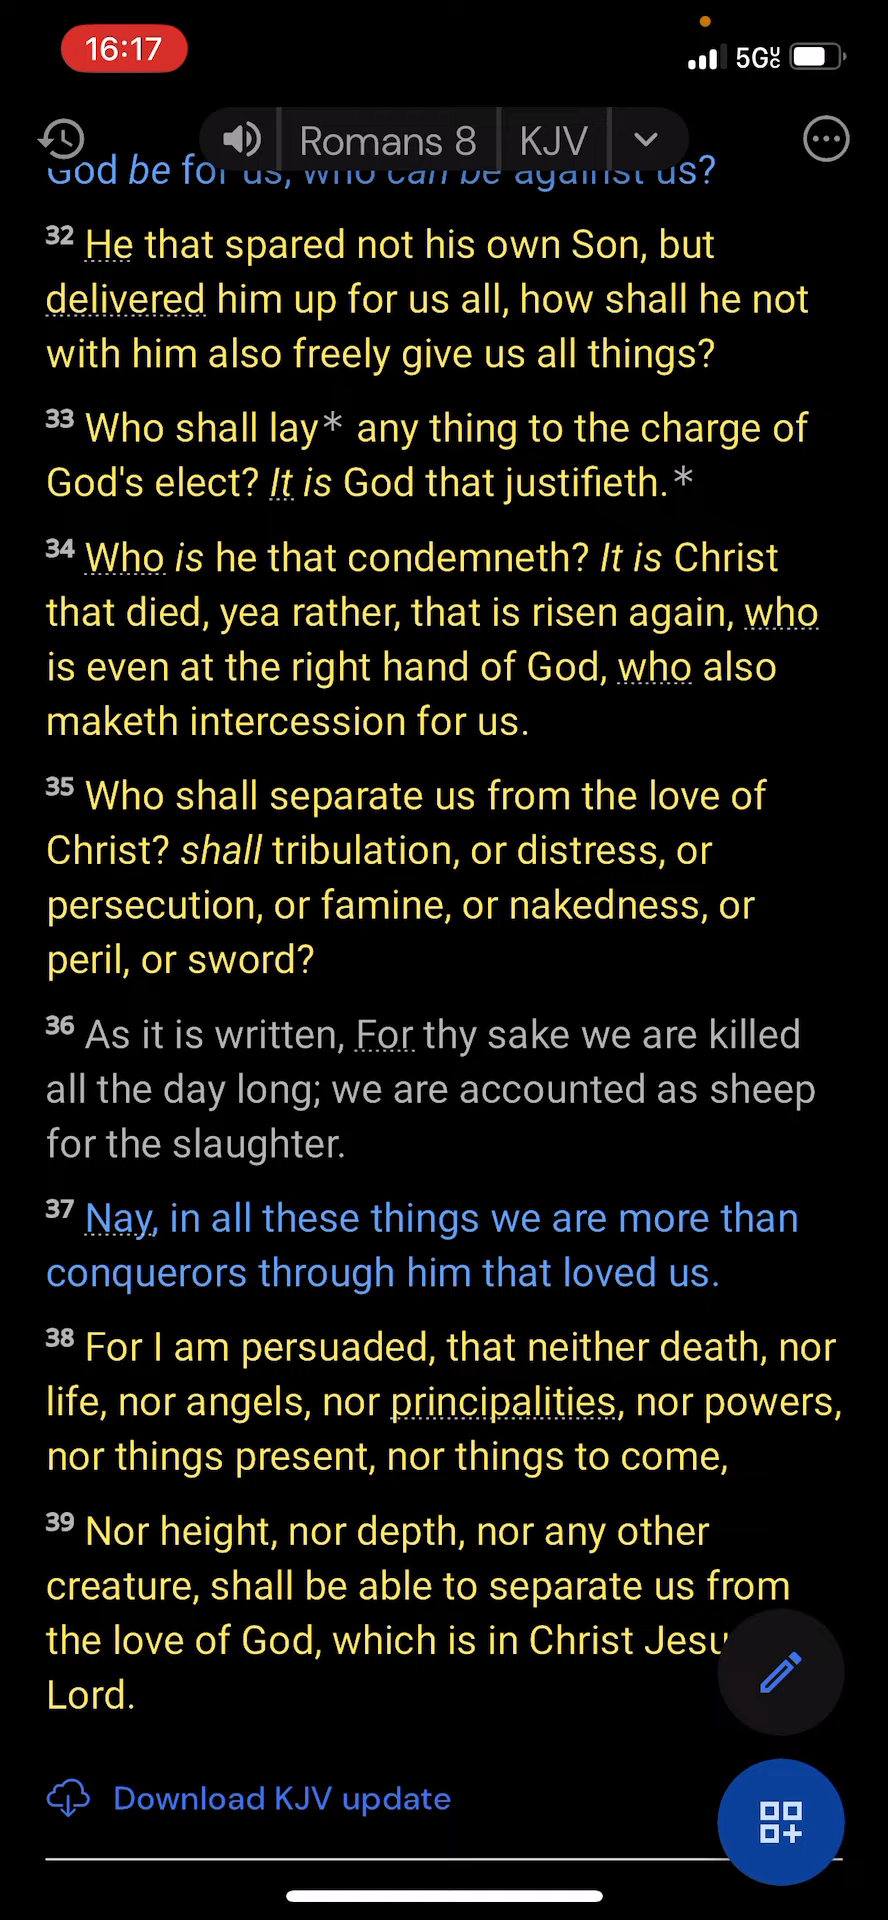 16:17
5G
Romans 8 KJV
God be for us, who can be against us?
32 He that spared not his own Son, but
delivered him up for us all, how shall he not
with him also freely give us all things?
33 Who shall lay* any thing to the charge of
God's elect? It is God that justifieth.*
34 Who is he that condemneth? It is Christ
that died, yea rather, that is risen again, who
is even at the right hand of God, who also
maketh intercession for us.
35 Who shall separate us from the love of
Christ? shall tribulation, or distress, or
persecution, or famine, or nakedness, or
peril, or sword?
36 As it is written, For thy sake we are killed
all the day long; we are accounted as sheep
for the slaughter.
37 Nay, in all these things we are more than
conquerors through him that loved us.
38 For I am persuaded, that neither death, nor
life, nor angels, nor principalities, nor powers,
nor things present, nor things to come,
39 Nor height, nor depth, nor any other
creature, shall be able to separate us from
the love of God, which is in Christ Jesu
Lord.
Download KJV update